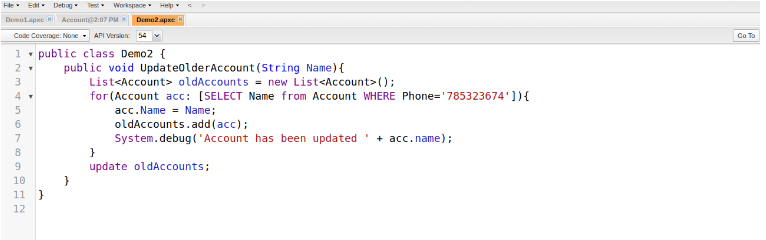 File Edit Debug Test Workspace Help < >
Demo1.apxc Account@2:07 PM Demo2.apxc
Code Coverage: None API Version: 54 Go To
1 public class Demo2 {
2 public void UpdateOlderAccount(String Name){
3 List<Account> oldAccounts = new List<Account>();
4 for(Account acc: [SELECT Name from Account WHERE Phone='785323674']){
5 acc.Name = Name;
6 oldAccounts.add(acc);
7 System.debug('Account has been updated ' + acc.name);
8 }
9 update oldAccounts;
10 }
11 }
12